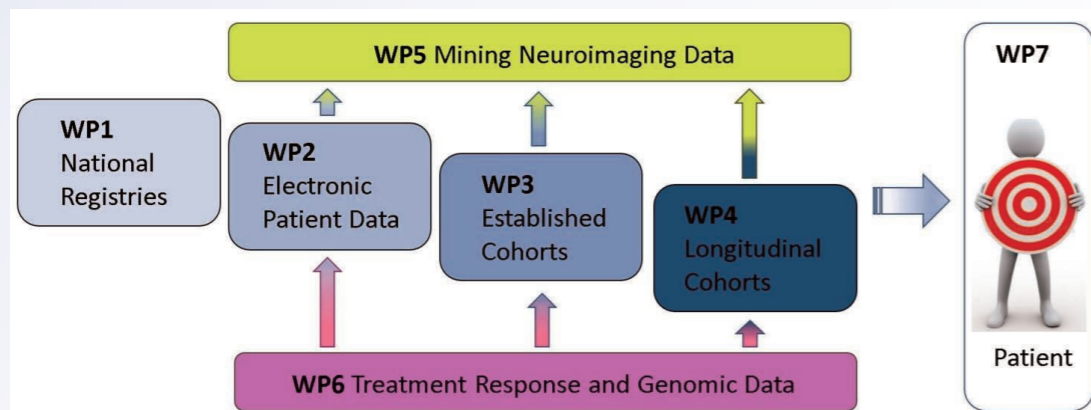 WP5 Mining Neuroimaging Data
WP1
National
Registries
WP2
Electronic
Patient Data
WP3
Established
Cohorts
WP4
Longitudinal
Cohorts
WP7
Patient
WP6 Treatment Response and Genomic Data